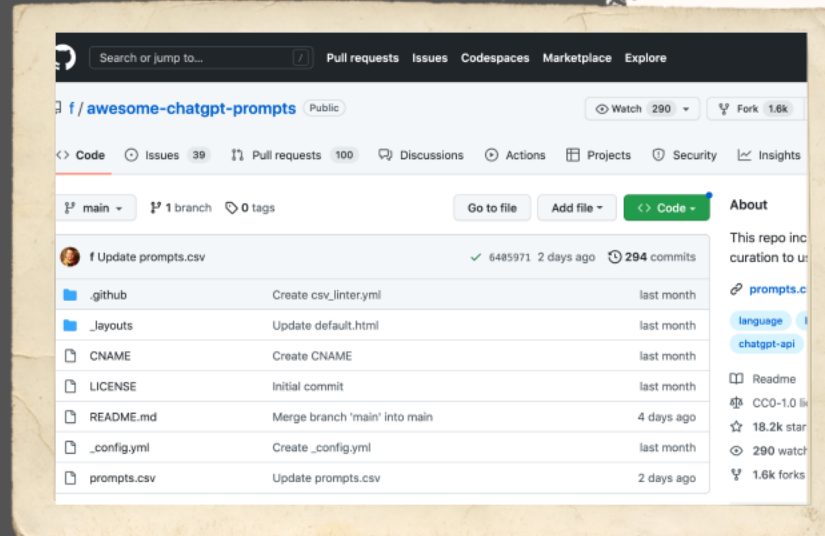 Search or jump to... / Pull requests Issues Codespaces Marketplace Explore
f / awesome-chatgpt-prompts Public Watch 290 Fork 1.6k
Code Issues 39 Pull requests 100 Discussions Actions Projects Security Insights
main 1 branch 0 tags Go to file Add file Code About
This repo inc
curation to us
f Update prompts.csv 6405971 2 days ago 294 commits
prompts.c
.github Create csv_linter.yml last month
language
_layouts Update default.html last month
chatgpt-api
CNAME Create CNAME last month
Readme
LICENSE Initial commit last month
CC0-1.0 li
README.md Merge branch 'main' into main 4 days ago
18.2k star
_config.yml Create _config.yml last month
290 watch
prompts.csv Update prompts.csv 2 days ago
1.6k forks